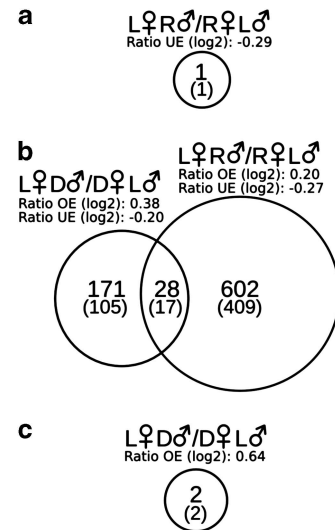 a
L♀R♂/R♀L♂
Ratio UE (log2): -0.29
1
(1)
b
L♀D♂/D♀L♂
Ratio OE (log2): 0.38
Ratio UE (log2): -0.20
L♀R♂/R♀L♂
Ratio OE (log2): 0.20
Ratio UE (log2): -0.27
171 28 602
(105) (17) (409)
c
L♀D♂/D♀L♂
Ratio OE (log2): 0.64
2
(2)